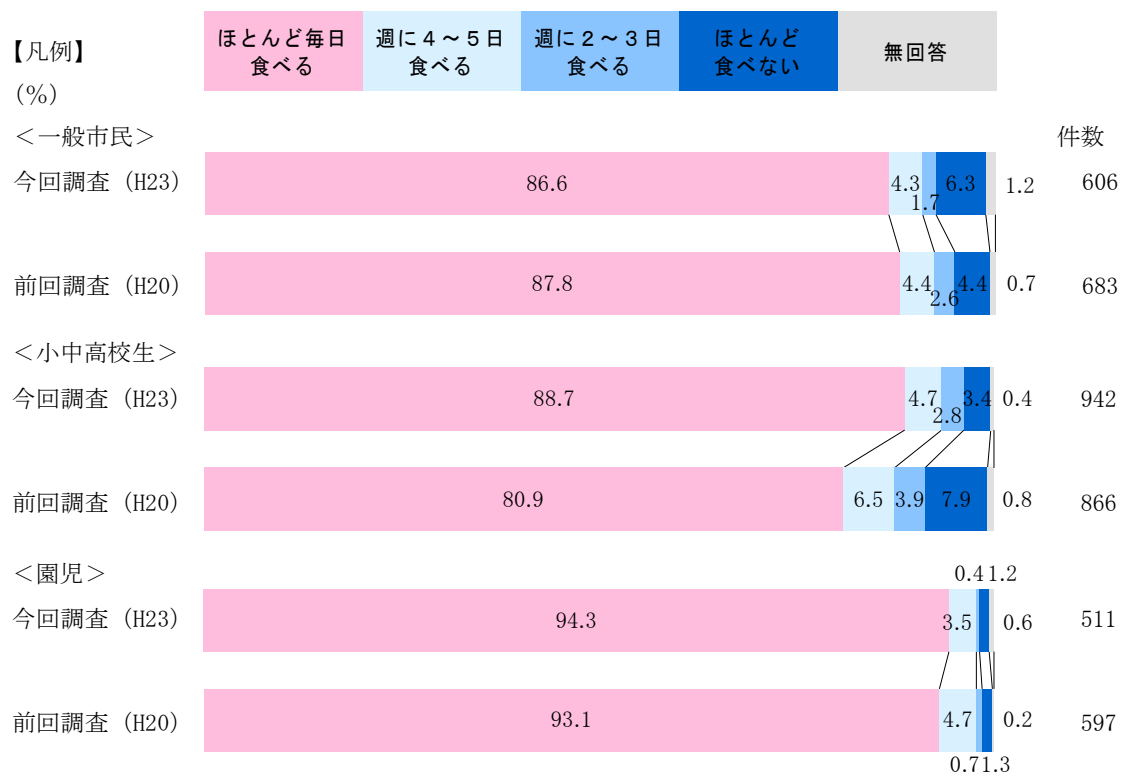 【凡例】
(%)
ほとんど毎日
食べる
週に４～５日
食べる
週に２～３日
食べる
ほとんど
食べない
無回答
＜一般市民＞
件数
今回調査 (H23)
86.6
4.3
1.7
6.3
1.2
606
前回調査 (H20)
87.8
4.4
2.6
4.4
0.7
683
＜小中高校生＞
今回調査 (H23)
88.7
4.7
2.8
3.4
0.4
942
前回調査 (H20)
80.9
6.5
3.9
7.9
0.8
866
＜園児＞
今回調査 (H23)
94.3
3.5
0.4
1.2
0.6
511
前回調査 (H20)
93.1
4.7
0.7
1.3
0.2
597